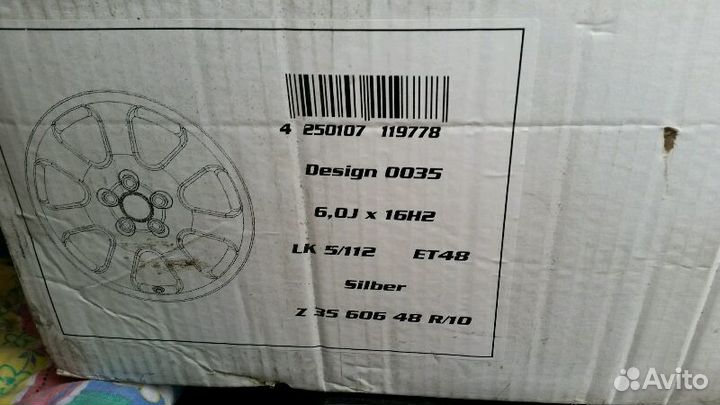 4 250107 119778
Design 0035
6,0J x 16H2
LK 5/112 ET48
Silber
Z 35 606 48 R/10
Avito